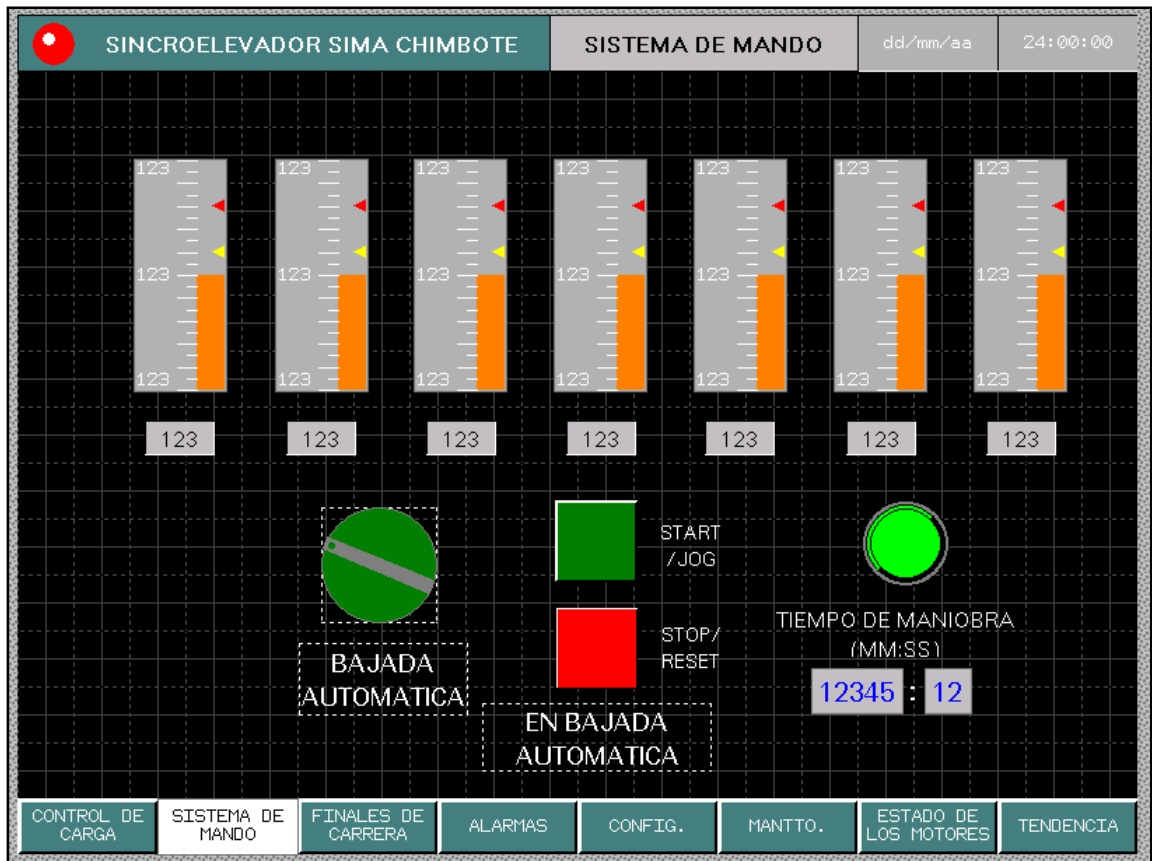 SINCROELEVADOR SIMA CHIMBOTE
SISTEMA DE MANDO
dd/mm/aa
24:00:00
123 123 123 123 123 123 123
123 123 123 123 123 123 123
123 123 123 123 123 123 123
123 123 123 123 123 123 123
START
/JOG
STOP/
RESET
BAJADA
AUTOMATICA
EN BAJADA
AUTOMATICA
TIEMPO DE MANIOBRA
(MM:SS)
12345 : 12
CONTROL DE
CARGA
SISTEMA DE
MANDO
FINALES DE
CARRERA
ALARMAS
CONFIG.
MANTTO.
ESTADO DE
LOS MOTORES
TENDENCIA